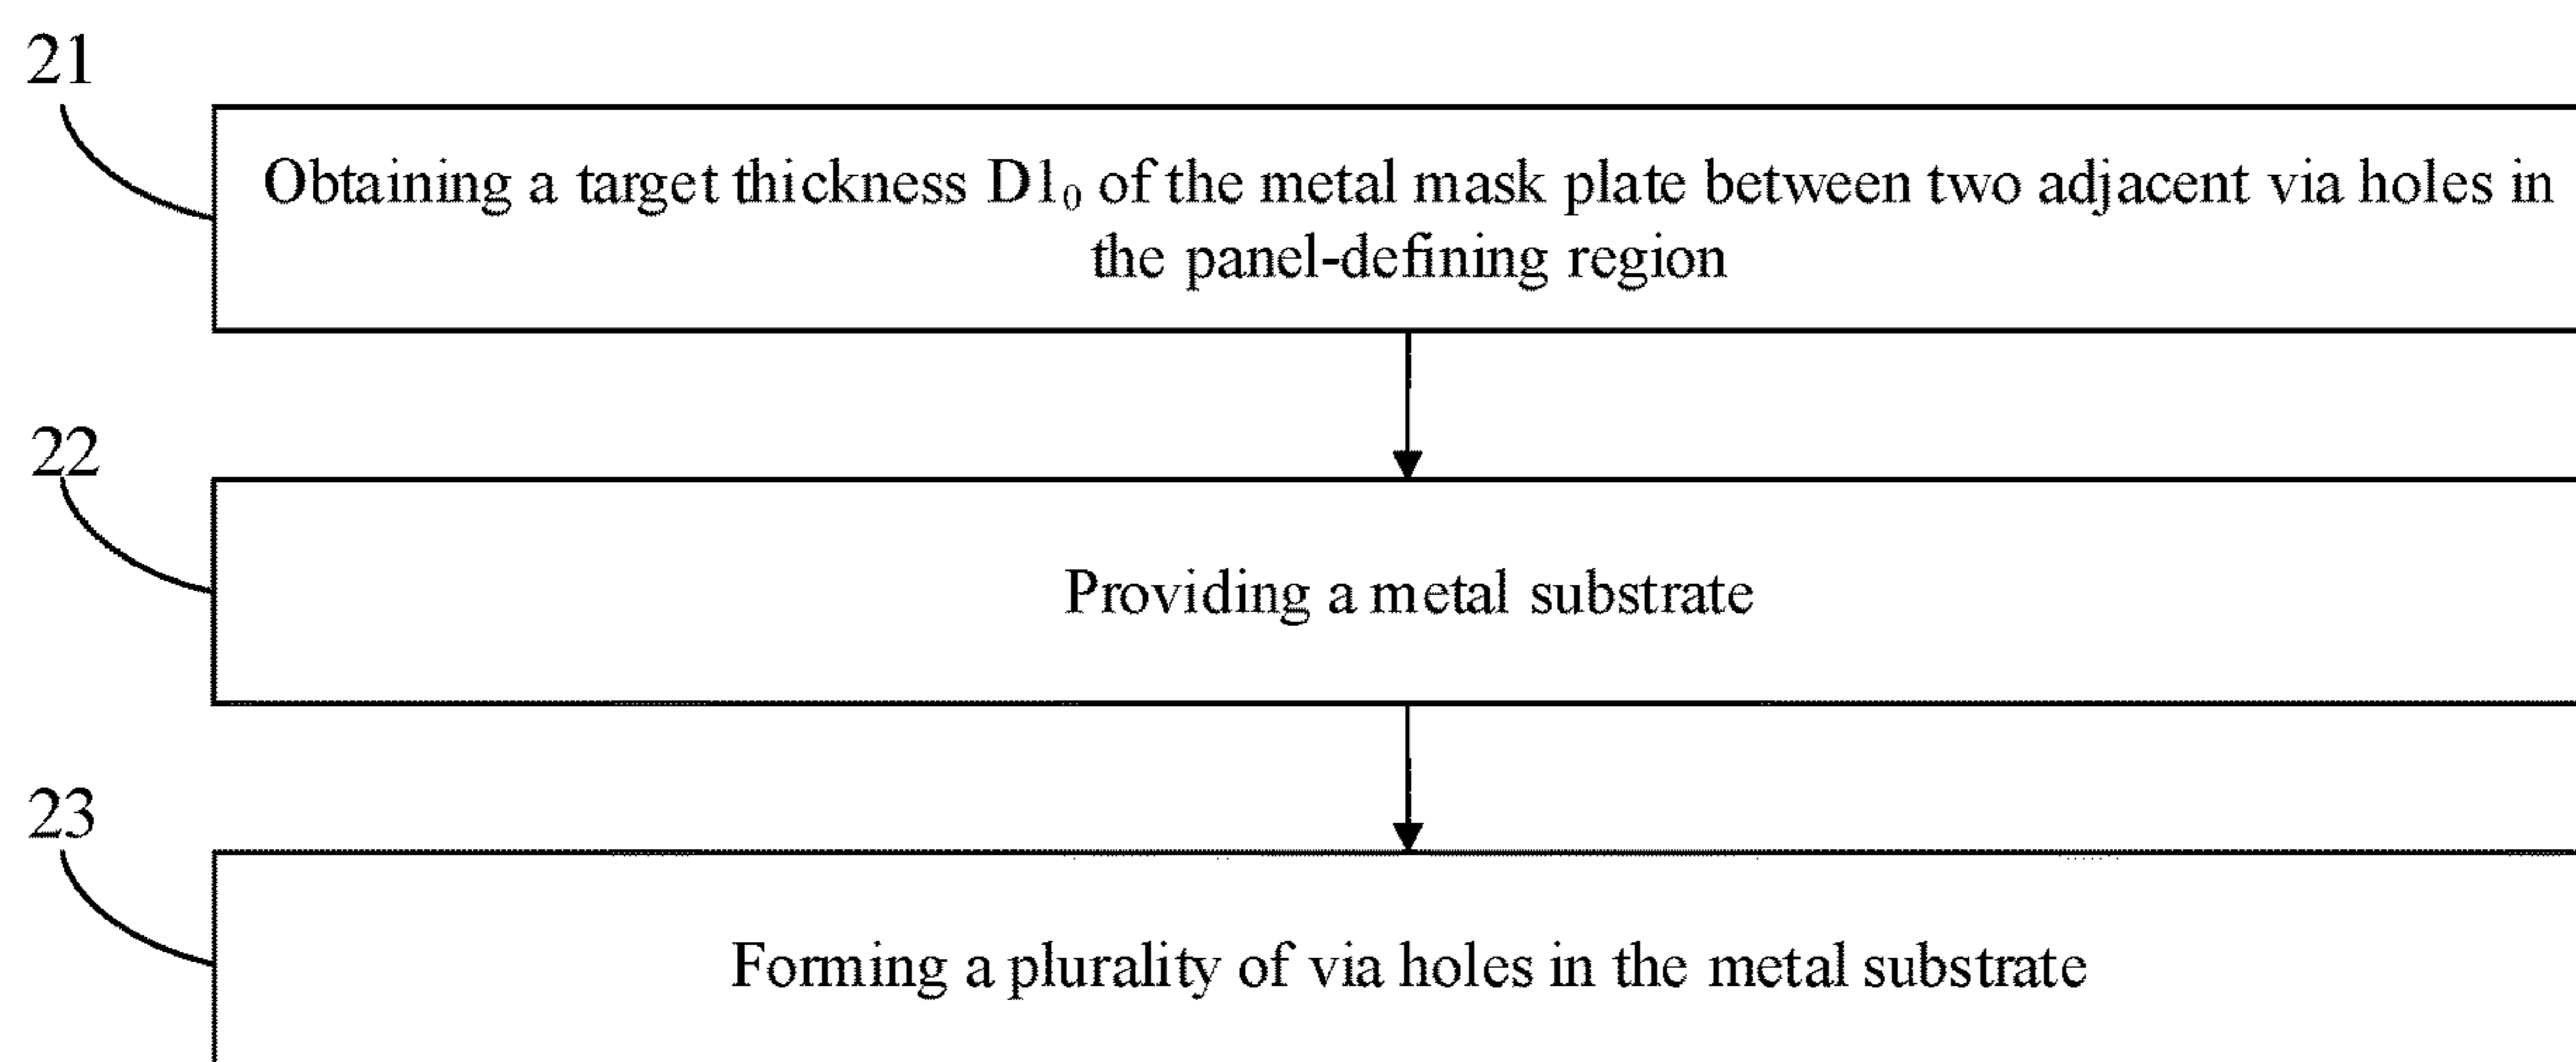 21
Obtaining a target thickness D1₀ of the metal mask plate between two adjacent via holes in
the panel-defining region
22
Providing a metal substrate
23
Forming a plurality of via holes in the metal substrate